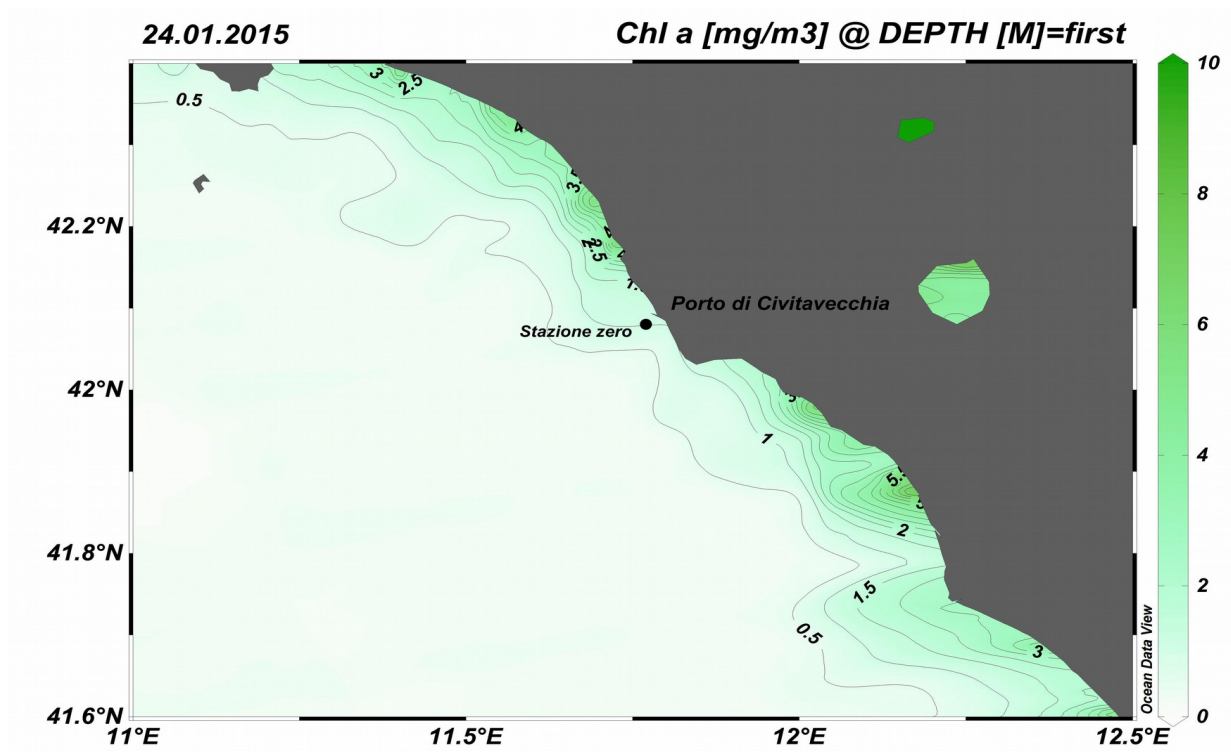 24.01.2015
Chl a [mg/m3] @ DEPTH [M]=first
10
3
2.5
0.5
4
8
42.2°N
2.5
Porto di Civitavecchia
6
Stazione zero
42°N
1
4
2
1.5
41.8°N
2
0.5
3
Ocean Data View
41.6°N
0
11°E
11.5°E
12°E
12.5°E